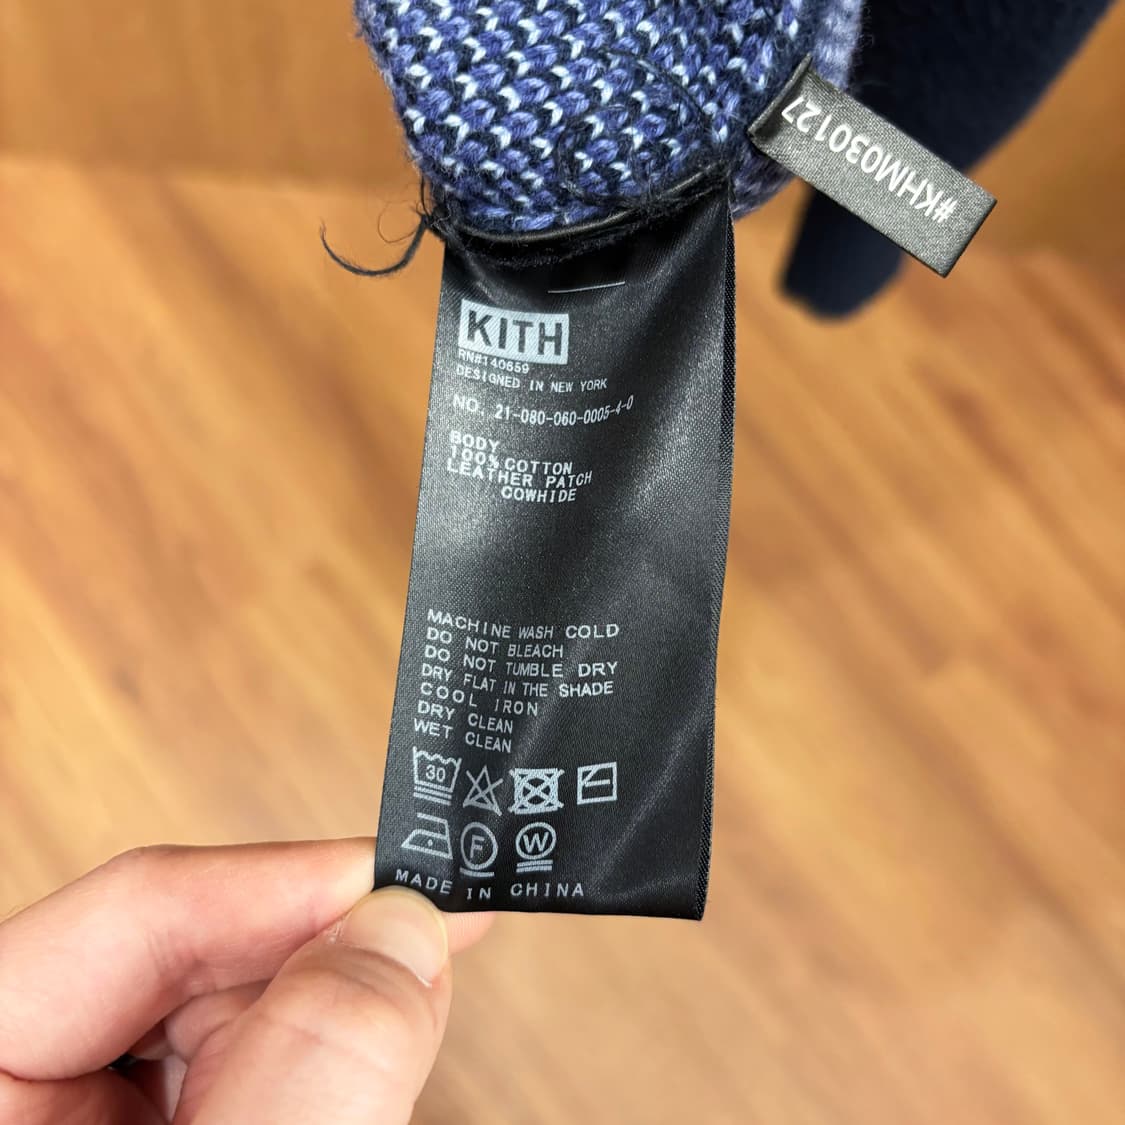 #KHM030127
KITH
RN#140659
DESIGNED IN NEW YORK
NO. 21-080-060-0005-4-0
BODY
100% COTTON
LEATHER PATCH
COWHIDE
MACHINE WASH COLD
DO NOT BLEACH
DO NOT TUMBLE DRY
DRY FLAT IN THE SHADE
COOL IRON
DRY CLEAN
WET CLEAN
30
F W
MADE IN CHINA